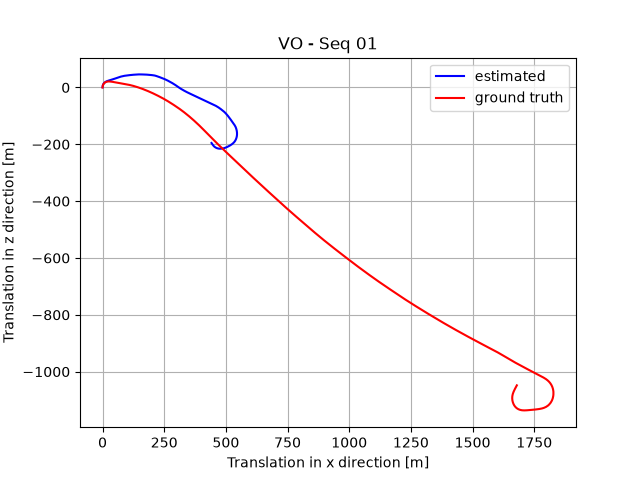 VO - Seq 01
estimated
ground truth
Translation in z direction [m]
0
−200
−400
−600
−800
−1000
0 250 500 750 1000 1250 1500 1750
Translation in x direction [m]